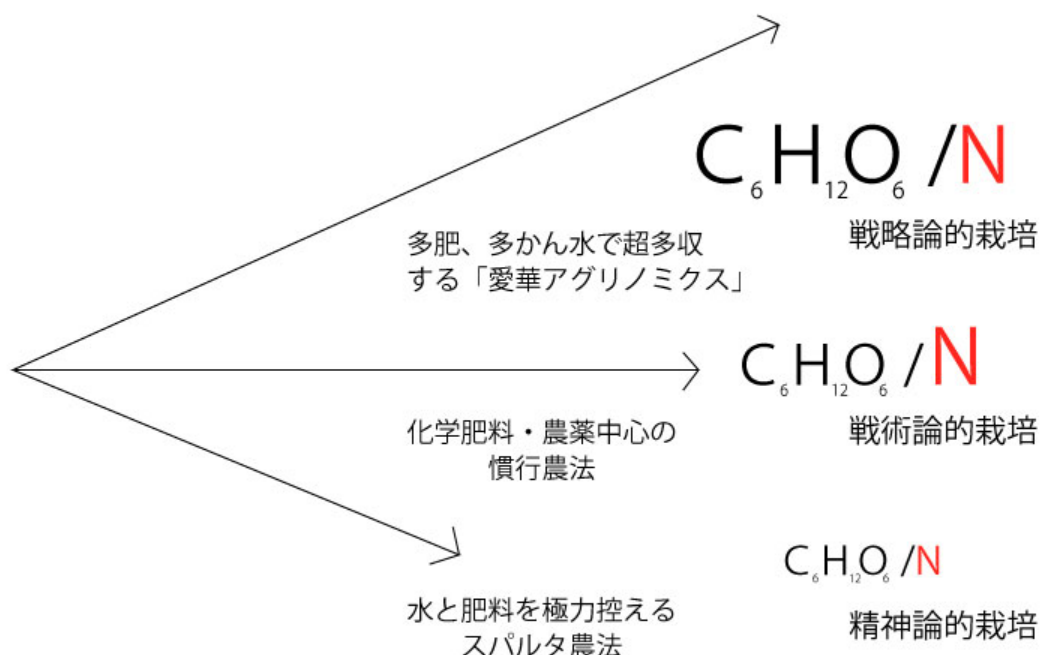 C₆H₁₂O₆ /N
戦略論的栽培
多肥、多かん水で超多収
する「愛華アグリノミクス」
C₆H₁₂O₆ /N
戦術論的栽培
化学肥料・農薬中心の
慣行農法
C₆H₁₂O₆ /N
精神論的栽培
水と肥料を極力控える
スパルタ農法